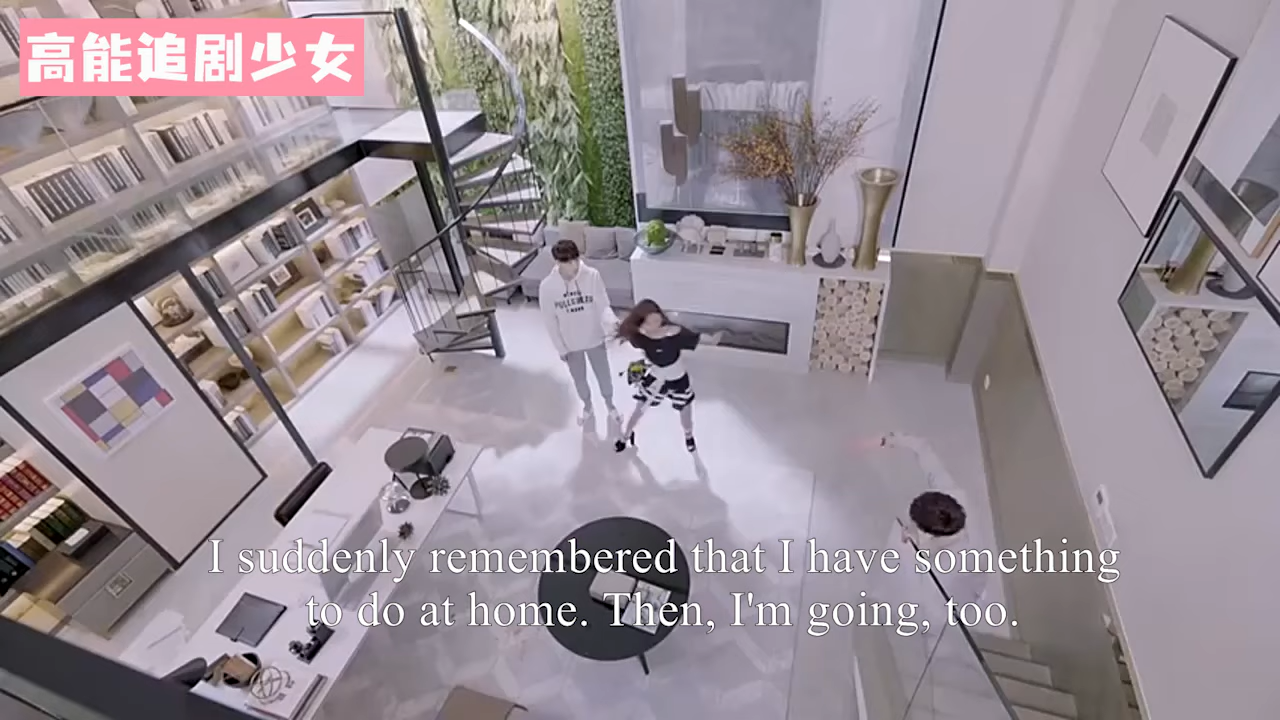 高能追剧少女
I suddenly remembered that I have something
to do at home. Then, I'm going, too.